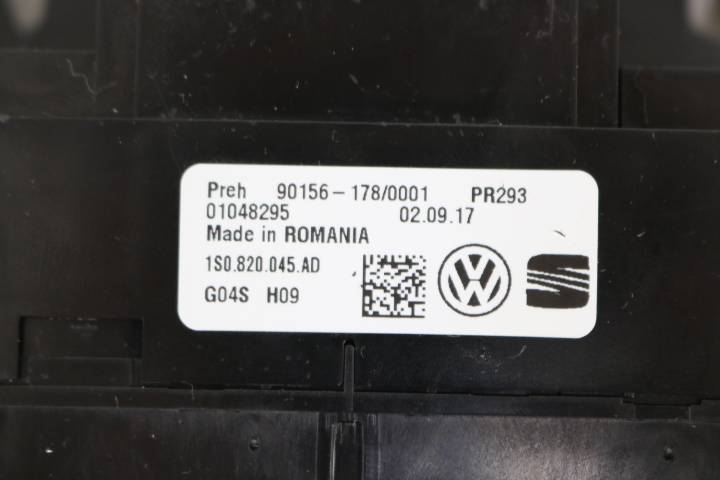 Preh 90156-178/0001 PR293
01048295 02.09.17
Made in ROMANIA
1S0.820.045.AD
G04S H09